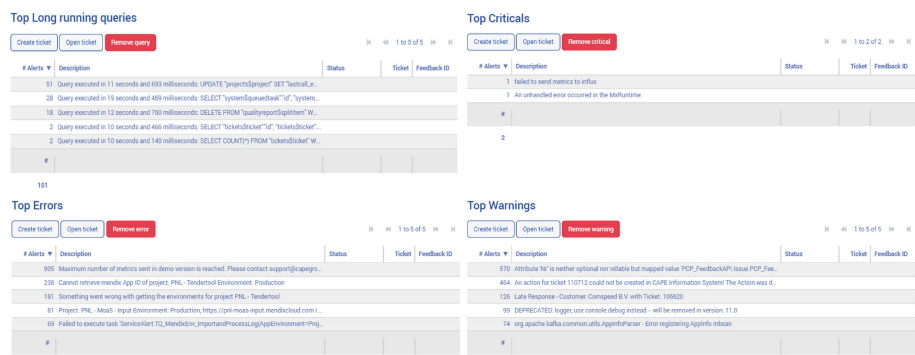 Top Long running queries
Create ticket Open ticket Remove query 1 to 5 of 5
# Alerts ▼ Description Status Ticket Feedback ID
51 Query executed in 11 seconds and 693 milliseconds: UPDATE "projects$project" SET "lastcall_e...
28 Query executed in 19 seconds and 469 milliseconds: SELECT "system$queuedtask"."id", "system...
18 Query executed in 12 seconds and 760 milliseconds: DELETE FROM "qualityreport$splititem" W...
2 Query executed in 10 seconds and 466 milliseconds: SELECT "tickets$ticket"."id", "tickets$ticket"...
2 Query executed in 10 seconds and 140 milliseconds: SELECT COUNT(*) FROM "tickets$ticket" W...
#
101
Top Criticals
Create ticket Open ticket Remove critical 1 to 2 of 2
# Alerts ▼ Description Status Ticket Feedback ID
1 failed to send metrics to influx
1 An unhandled error occurred in the MxRuntime.
#
2
Top Errors
Create ticket Open ticket Remove error 1 to 5 of 5
# Alerts ▼ Description Status Ticket Feedback ID
905 Maximum number of metrics sent in demo version is reached. Please contact support@capegro...
238 Cannot retrieve mendix App ID of project: PNL - Tendertool Environment: Production
181 Something went wrong with getting the environments for project PNL - Tendertool
81 Project: PNL - MoaS - Input Environment: Production, https://pnl-moas-input.mendixcloud.com I...
69 Failed to execute task 'ServiceAlert.TQ_MendixEnv_ImportandProcessLog(AppEnvironment=Proj...
#
Top Warnings
Create ticket Open ticket Remove warning 1 to 5 of 5
# Alerts ▼ Description Status Ticket Feedback ID
570 Attribute 'Nr' is neither optional nor nillable but mapped value 'PCP_FeedbackAPI.Issue.PCP_Fee...
464 An action for ticket 110712 could not be created in CAPE Information System! The Action was d...
126 Late Response - Customer: Comspeed B.V. with Ticket: 106620
99 DEPRECATED: logger, use console.debug instead -- will be removed in version: 11.0
74 org.apache.kafka.common.utils.AppInfoParser - Error registering AppInfo mbean
#